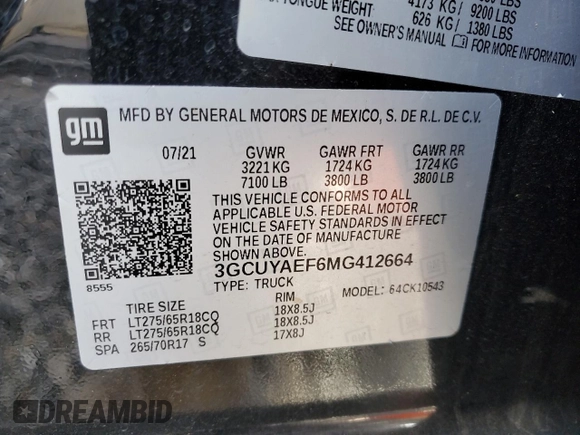 TONGUE WEIGHT
4173 KG/ 9200 LBS
626 KG/ 1380 LBS
SEE OWNER'S MANUAL FOR MORE INFORMATION
gm
MFD BY GENERAL MOTORS DE MEXICO, S. DE R.L. DE C.V.
07/21 GVWR GAWR FRT GAWR RR
3221 KG 1724 KG 1724 KG
7100 LB 3800 LB 3800 LB
THIS VEHICLE CONFORMS TO ALL
APPLICABLE U.S. FEDERAL MOTOR
VEHICLE SAFETY STANDARDS IN EFFECT
ON THE DATE OF MANUFACTURE
SHOWN ABOVE.
3GCUYAEF6MG412664
8555
TYPE: TRUCK MODEL: 64CK10543
TIRE SIZE RIM
FRT LT275/65R18CQ 18X8.5J
RR LT275/65R18CQ 18X8.5J
SPA 265/70R17 S 17X8J
DREAMBID